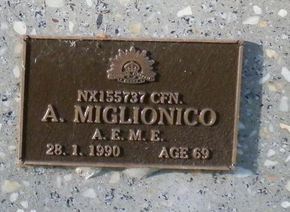 NX155737 CFN.
A. MIGLIONICO
A. E. M. E.
28. 1. 1990 AGE 69